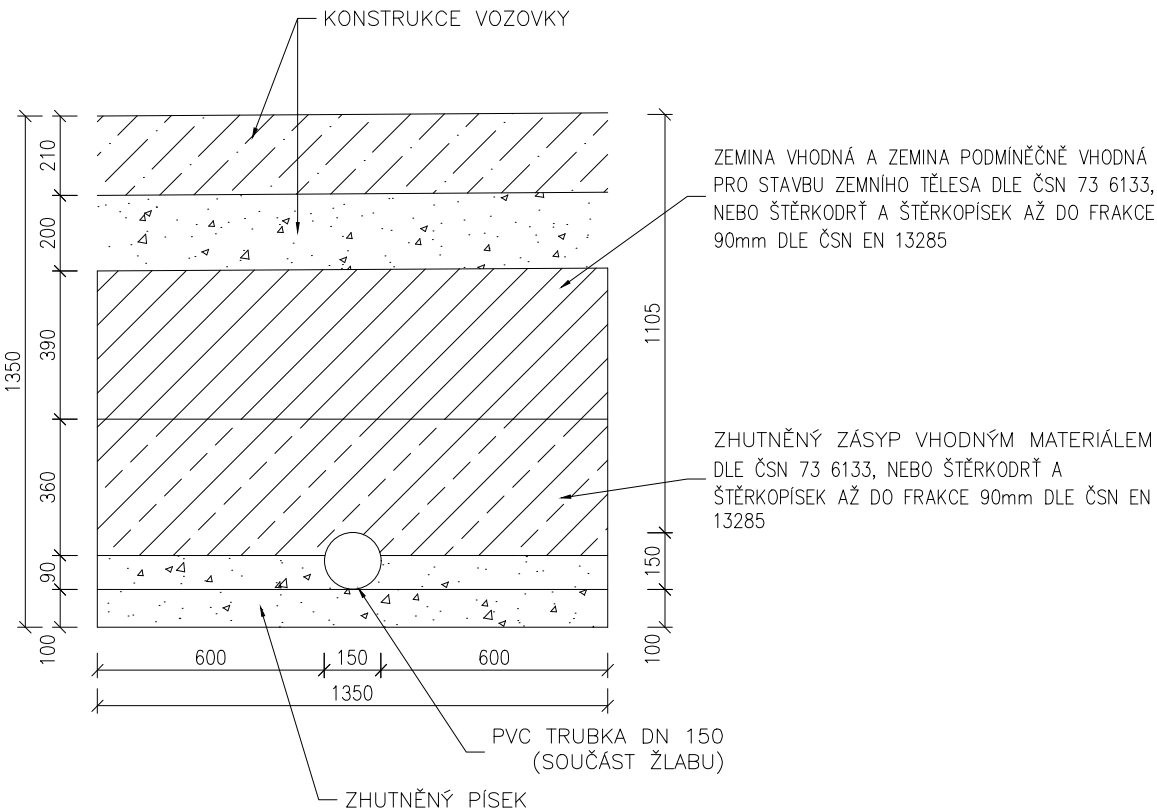 KONSTRUKCE VOZOVKY
ZEMINA VHODNÁ A ZEMINA PODMÍNĚČNĚ VHODNÁ
PRO STAVBU ZEMNÍHO TĚLESA DLE ČSN 73 6133,
NEBO ŠTĚRKODRŤ A ŠTĚRKOPÍSEK AŽ DO FRAKCE
90mm DLE ČSN EN 13285
ZHUTNĚNÝ ZÁSYP VHODNÝM MATERIÁLEM
DLE ČSN 73 6133, NEBO ŠTĚRKODRŤ A
ŠTĚRKOPÍSEK AŽ DO FRAKCE 90mm DLE ČSN EN
13285
1350
210
200
390
360
90
100
1105
150
100
600
150
600
1350
PVC TRUBKA DN 150
(SOUČÁST ŽLABU)
ZHUTNĚNÝ PÍSEK